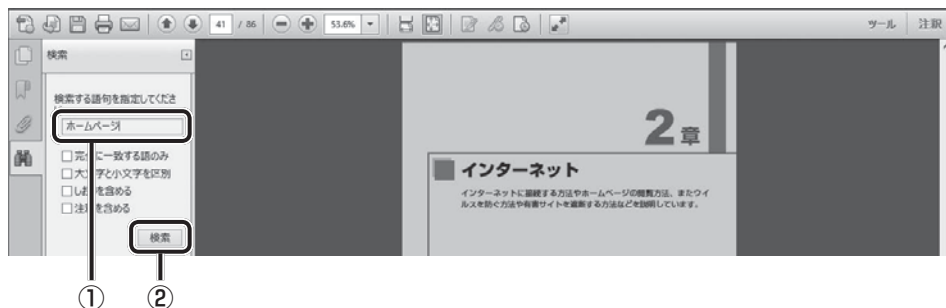 41 / 86 53.6% ツール 注釈
検索
検索する語句を指定してくださ
ホームページ
完全に一致する語のみ
大文字と小文字を区別
しおりを含める
注釈を含める
検索
① ②
2章
インターネット
インターネットに接続する方法やホームページの閲覧方法、またウイ
ルスを防ぐ方法や有害サイトを遮断する方法などを説明しています。